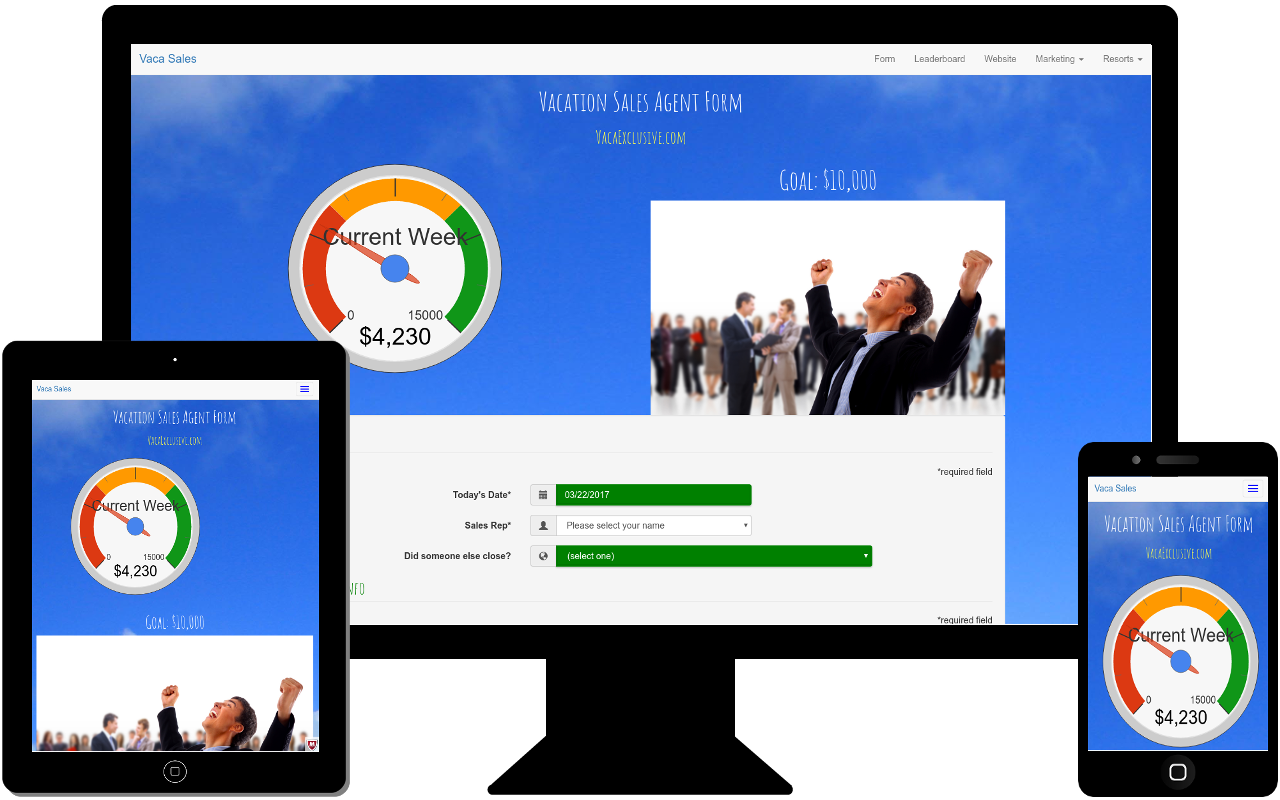 Vaca Sales
Form Leaderboard Website Marketing Resorts
Vacation Sales Agent Form
VacaExclusive.com
Goal: $10,000
Current Week
0 15000
$4,230
*required field
Today's Date* 03/22/2017
Sales Rep* Please select your name
Did someone else close? (select one)
nfo
*required field
Vaca Sales
Vacation Sales Agent Form
VacaExclusive.com
Current Week
0 15000
$4,230
Goal: $10,000
Vaca Sales
Vacation Sales Agent Form
VacaExclusive.com
Current Week
0 15000
$4,230